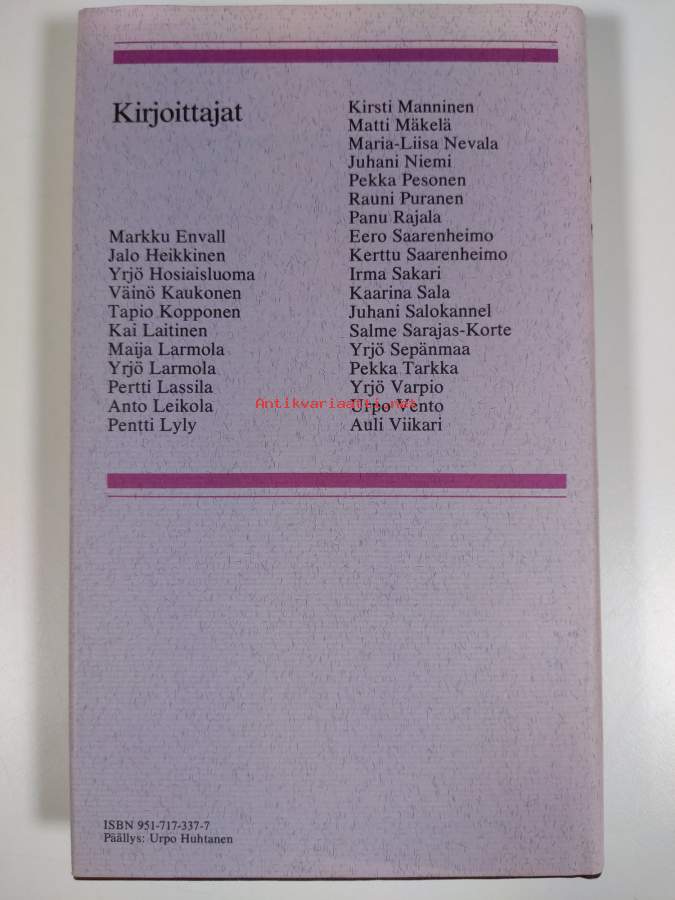 Kirjoittajat
Markku Envall
Jalo Heikkinen
Yrjö Hosiaisluoma
Väinö Kaukonen
Tapio Kopponen
Kai Laitinen
Maija Larmola
Yrjö Larmola
Pertti Lassila
Anto Leikola
Pentti Lyly
Kirsti Manninen
Matti Mäkelä
Maria-Liisa Nevala
Juhani Niemi
Pekka Pesonen
Rauni Puranen
Panu Rajala
Eero Saarenheimo
Kerttu Saarenheimo
Irma Sakari
Kaarina Sala
Juhani Salokannel
Salme Sarajas-Korte
Yrjö Sepänmaa
Pekka Tarkka
Yrjö Varpio
Urpo Vento
Auli Viikari
Antikvariaatti.net
ISBN 951-717-337-7
Päällys: Urpo Huhtanen